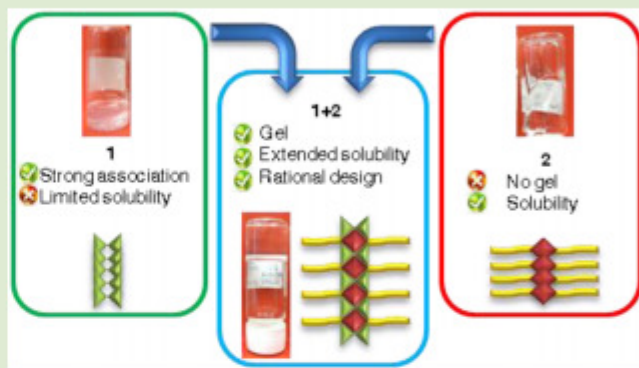 1
Strong association
Limited solubility
1+2
Gel
Extended solubility
Rational design
2
No gel
Solubility